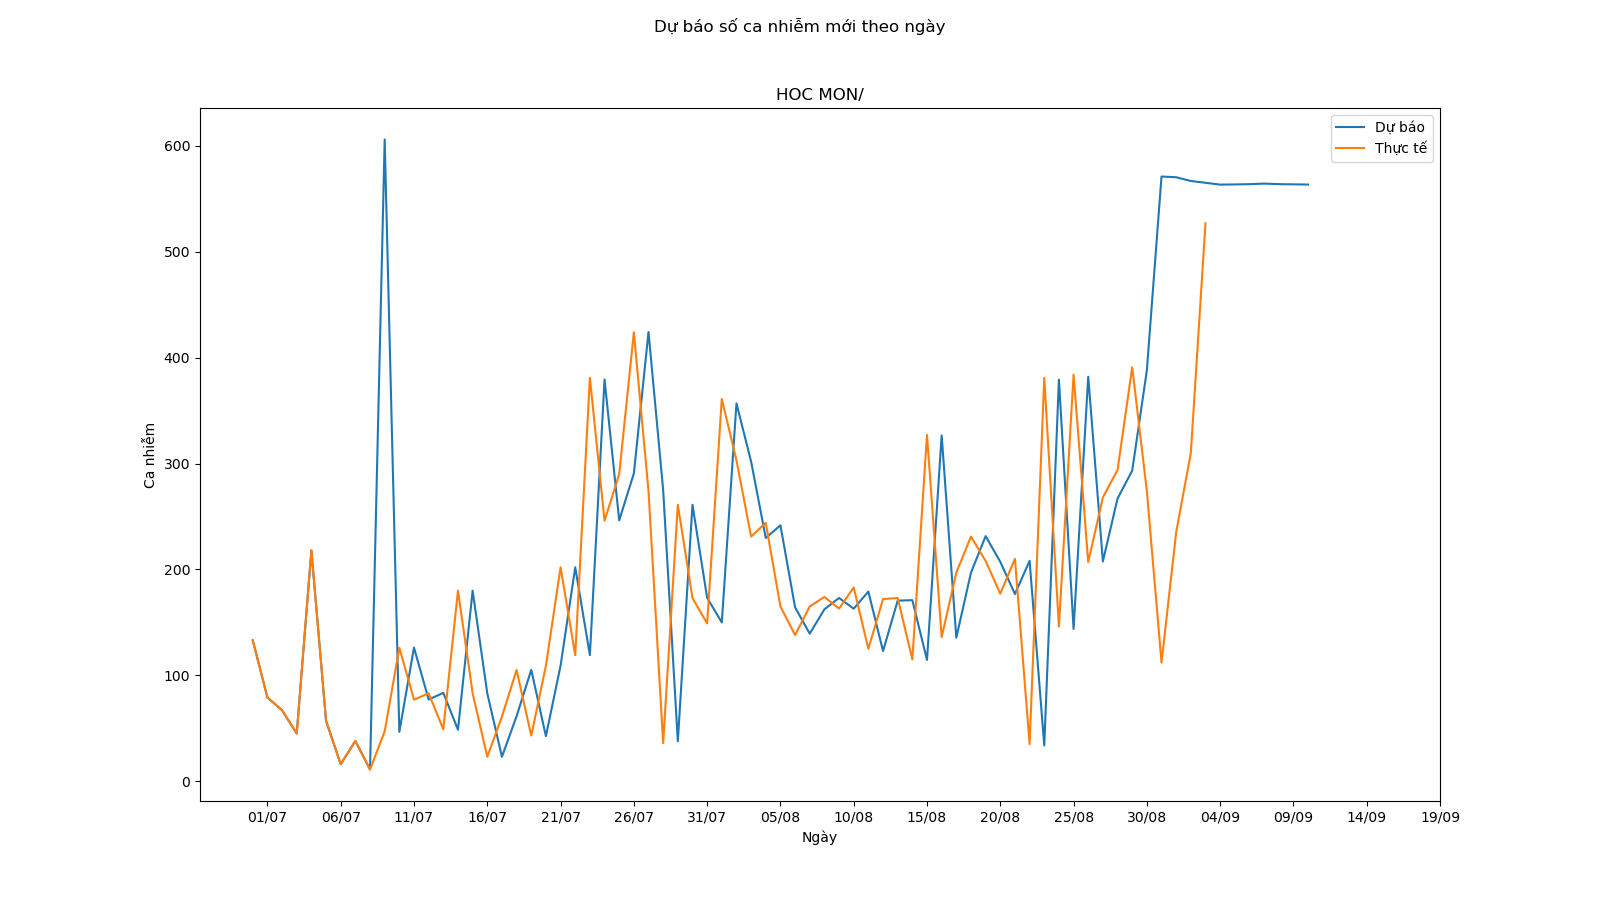 Dự báo số ca nhiễm mới theo ngày
HOC MON/
Dự báo
Thực tế
600
500
400
300
200
100
0
Ca nhiễm
01/07 06/07 11/07 16/07 21/07 26/07 31/07 05/08 10/08 15/08 20/08 25/08 30/08 04/09 09/09 14/09 19/09
Ngày